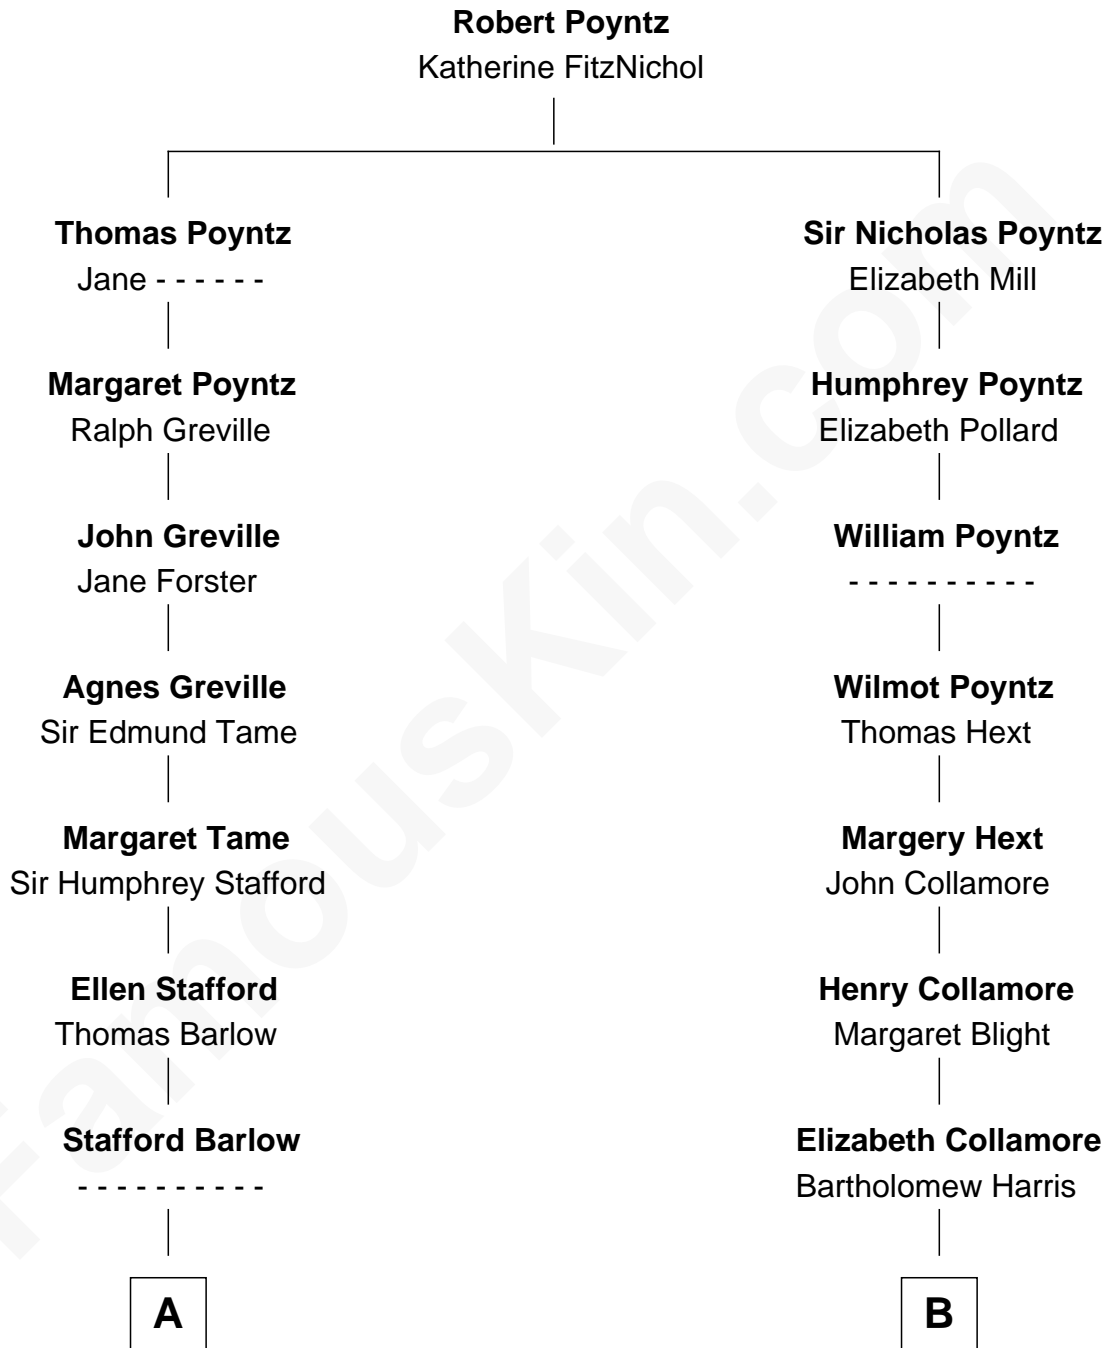 Robert Poyntz
Katherine FitzNichol
Thomas Poyntz
Jane - - - - - -
Sir Nicholas Poyntz
Elizabeth Mill
Margaret Poyntz
Ralph Greville
Humphrey Poyntz
Elizabeth Pollard
John Greville
Jane Forster
William Poyntz
- - - - - - - - - -
Agnes Greville
Sir Edmund Tame
Wilmot Poyntz
Thomas Hext
Margaret Tame
Sir Humphrey Stafford
Margery Hext
John Collamore
Ellen Stafford
Thomas Barlow
Henry Collamore
Margaret Blight
Stafford Barlow
- - - - - - - - - -
Elizabeth Collamore
Bartholomew Harris
A
B
FamousKin.com